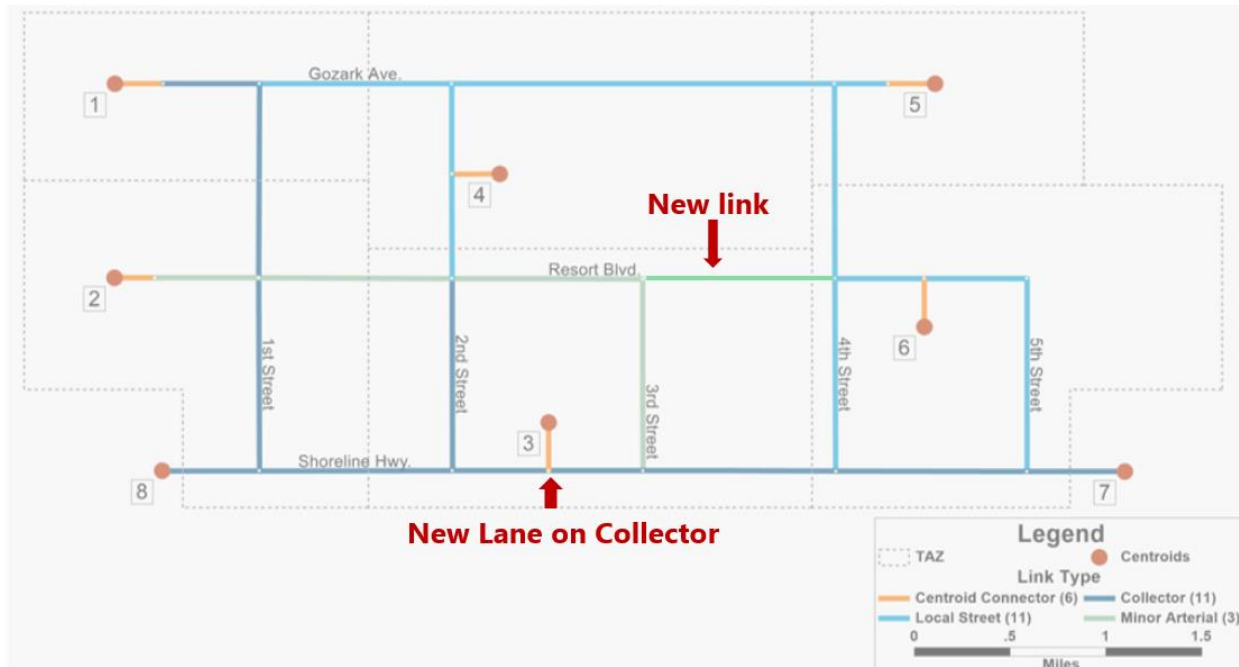 Gozark Ave.
1
5
4
New link
Resort Blvd.
2
1st Street
2nd Street
3rd Street
4th Street
5th Street
6
3
Shoreline Hwy.
8
7
New Lane on Collector
Legend
TAZ
Centroids
Link Type
Centroid Connector (6)
Collector (11)
Local Street (11)
Minor Arterial (3)
0 .5 1 1.5
Miles